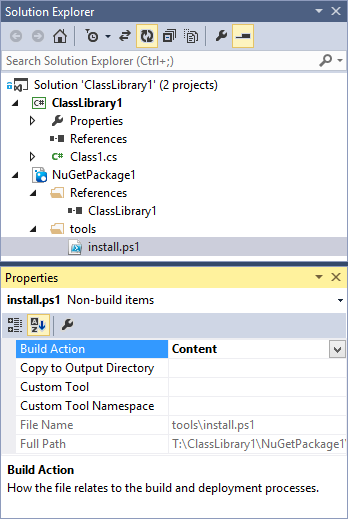 Solution Explorer
Search Solution Explorer (Ctrl+;)
Solution 'ClassLibrary1' (2 projects)
C# ClassLibrary1
Properties
References
C# Class1.cs
NuGetPackage1
References
ClassLibrary1
tools
install.ps1
Properties
install.ps1 Non-build items
Build Action Content
Copy to Output Directory
Custom Tool
Custom Tool Namespace
File Name tools\install.ps1
Full Path T:\ClassLibrary1\NuGetPackage1\
Build Action
How the file relates to the build and deployment processes.